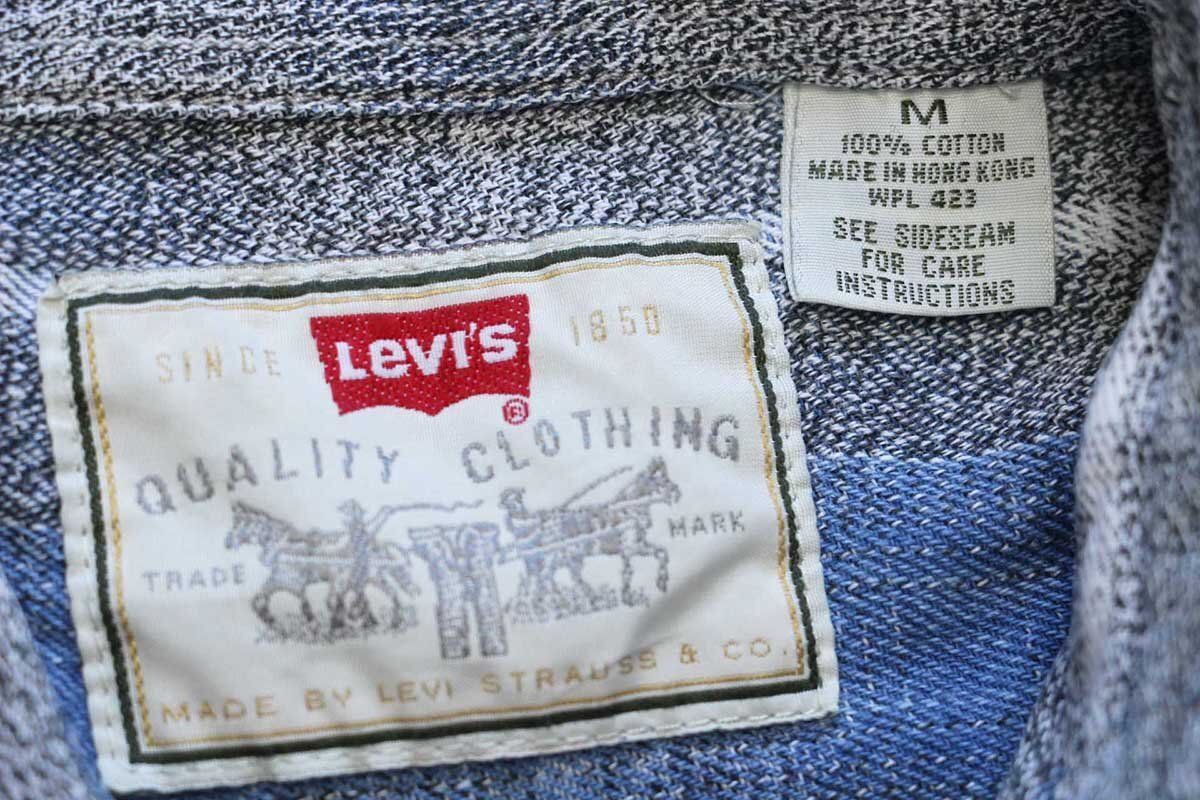 M
100% COTTON
MADE IN HONG KONG
WPL 423
SEE SIDESEAM
FOR CARE
INSTRUCTIONS
SINCE LEVI'S ® 1850
QUALITY CLOTHING
TRADE MARK
MADE BY LEVI STRAUSS & CO.